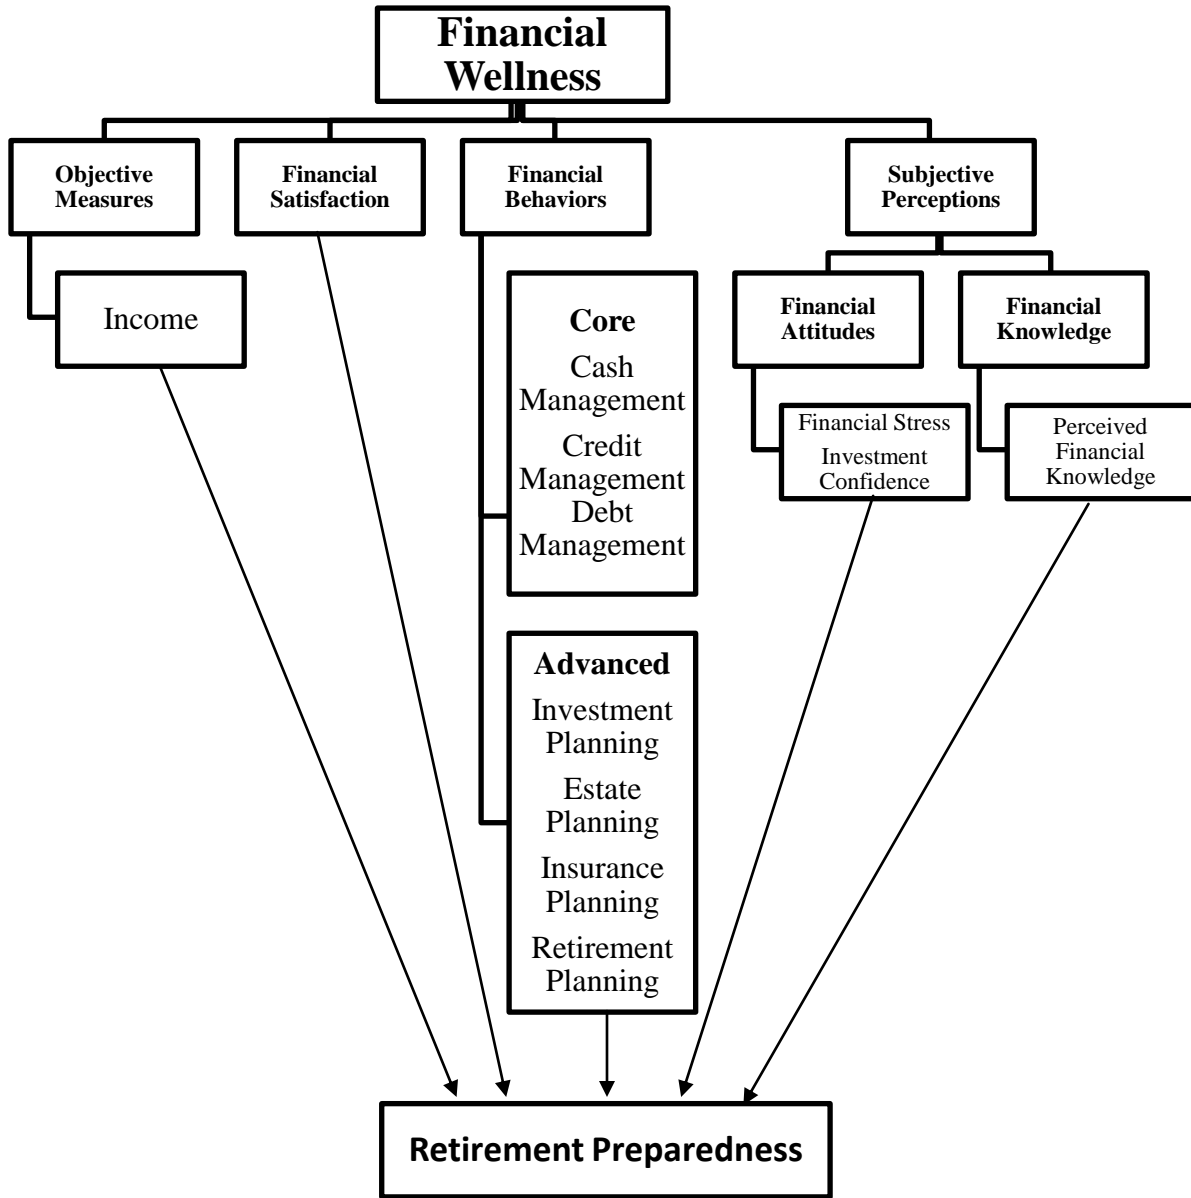 Financial
Wellness
Objective
Measures
Financial
Satisfaction
Financial
Behaviors
Subjective
Perceptions
Income
Core
Cash
Management
Credit
Management
Debt
Management
Advanced
Investment
Planning
Estate
Planning
Insurance
Planning
Retirement
Planning
Financial
Attitudes
Financial
Knowledge
Financial Stress
Investment
Confidence
Perceived
Financial
Knowledge
Retirement Preparedness